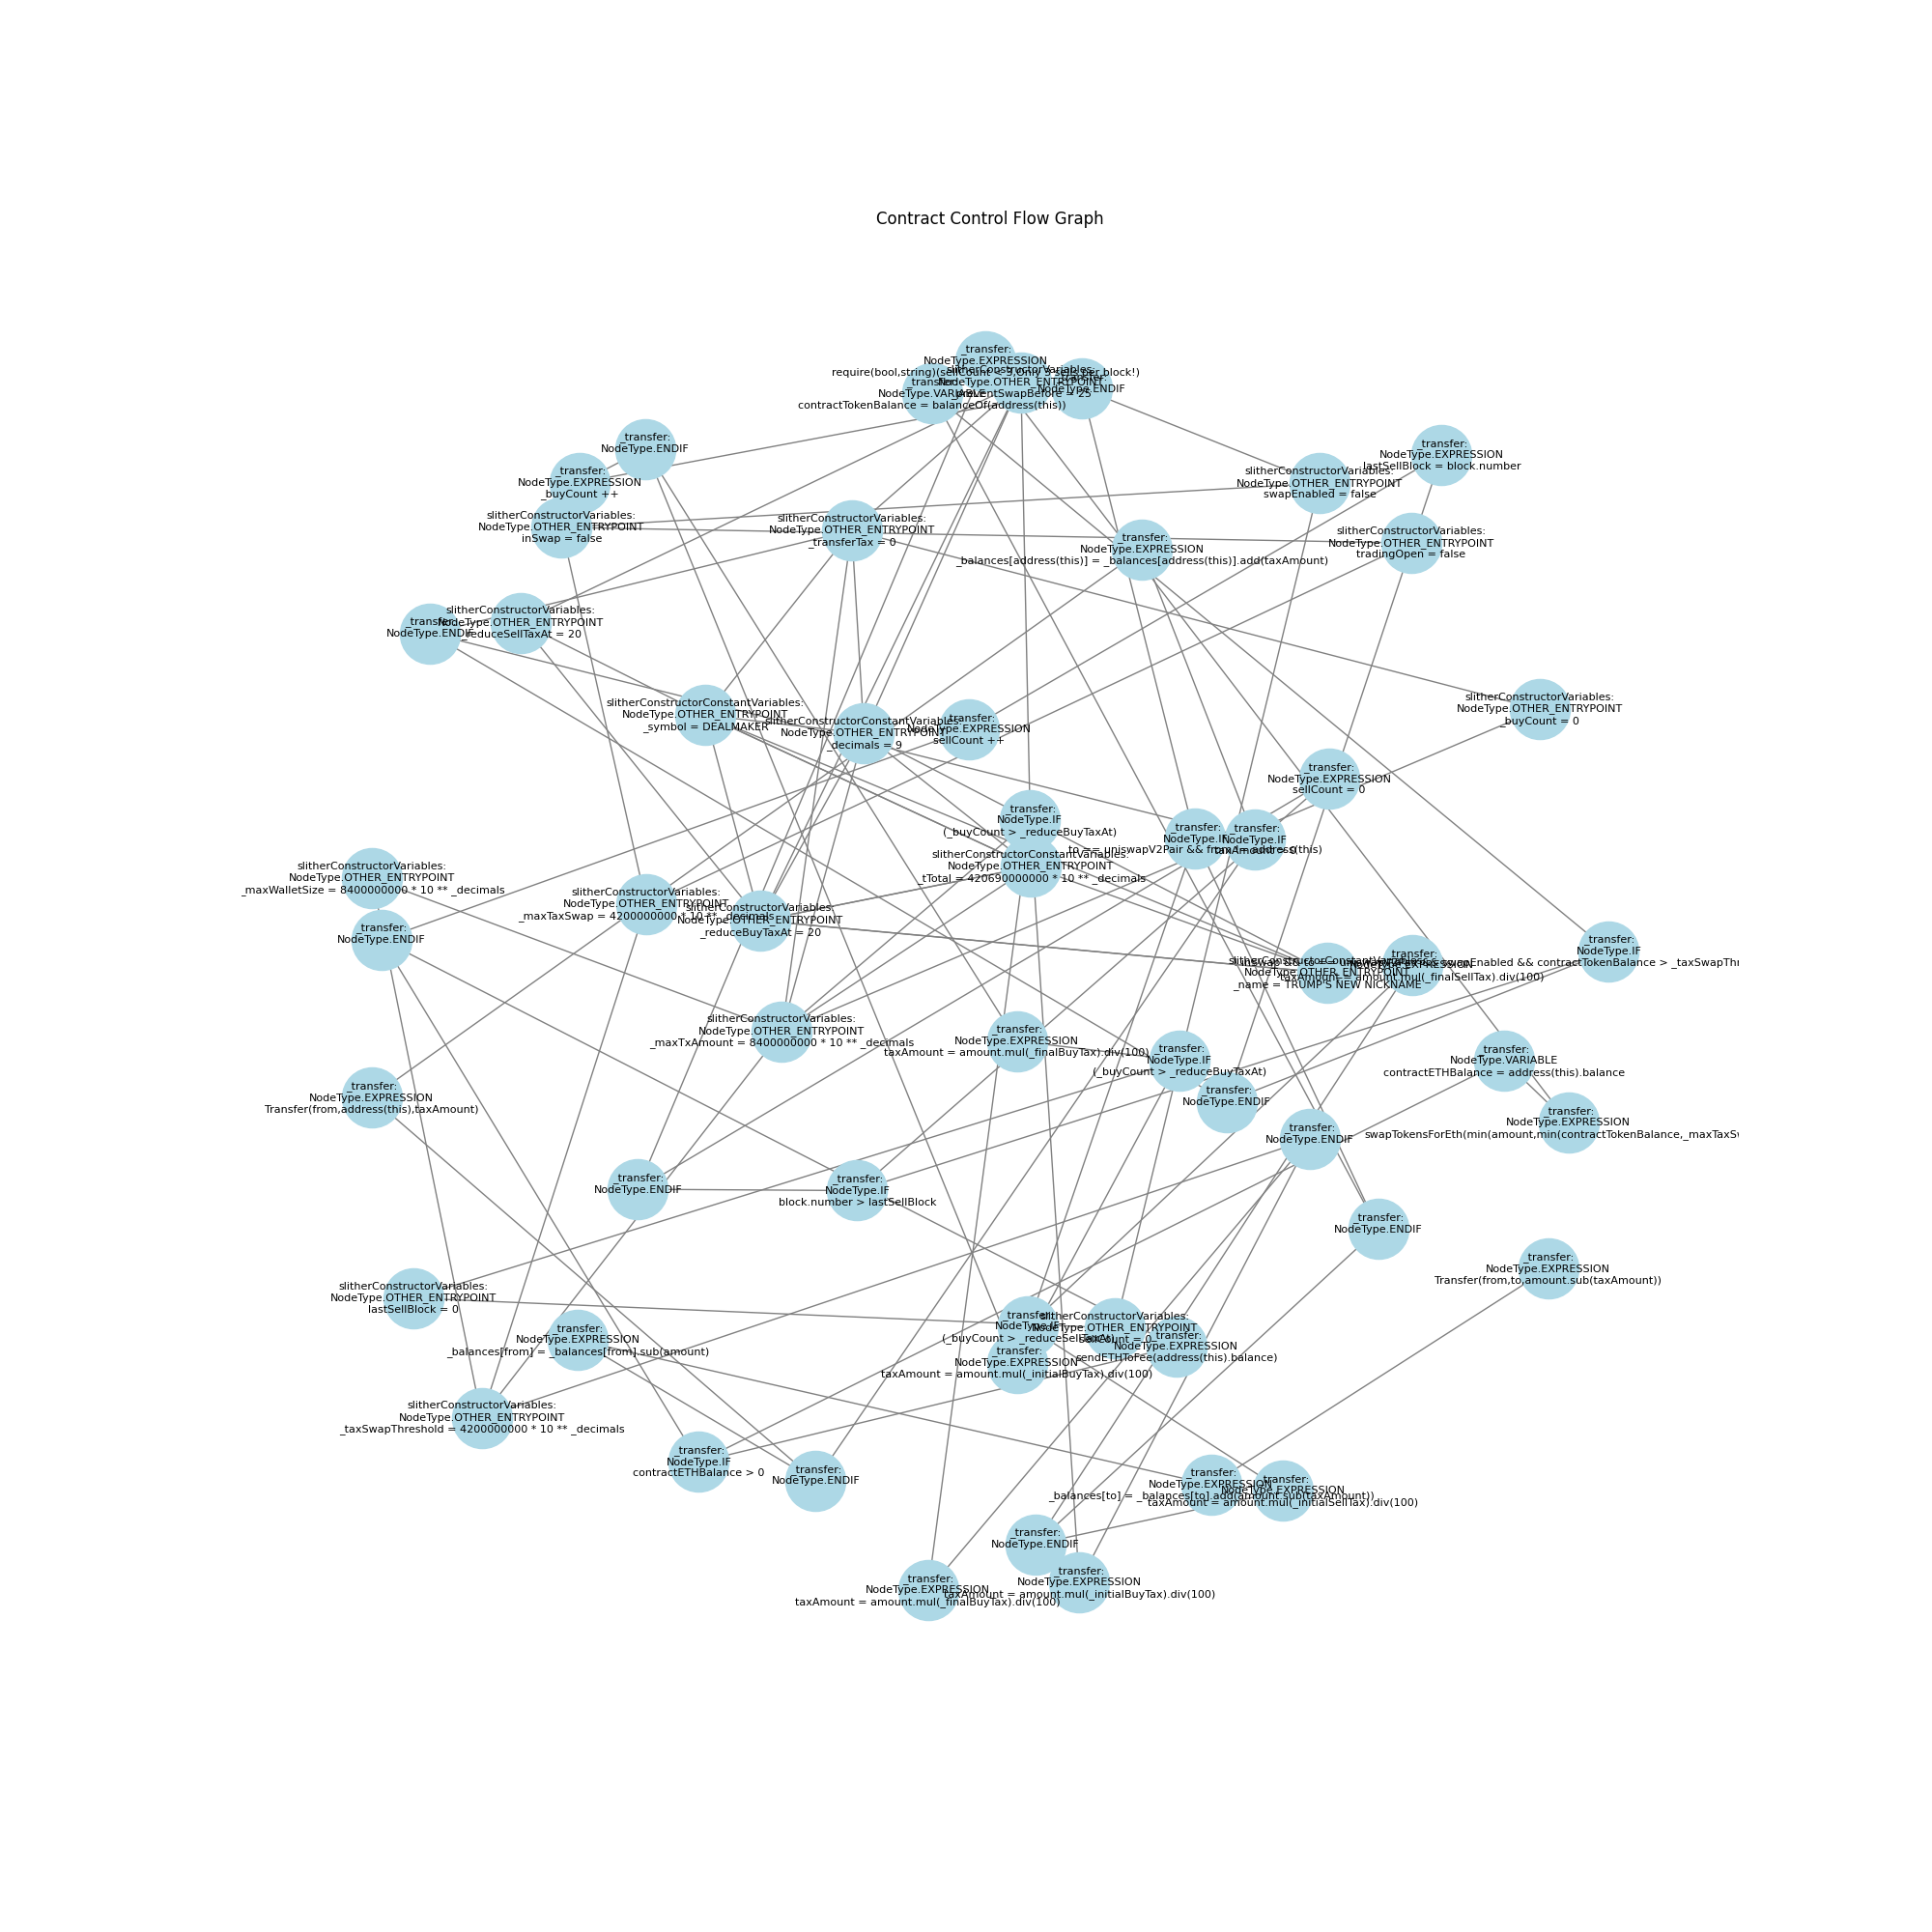 Contract Control Flow Graph
_transfer:
NodeType.EXPRESSION
require(bool,string)(sellCount < 3,Only 3 sells per block!)
slitherConstructorVariables:
NodeType.OTHER_ENTRYPOINT
_preventSwapBefore = 25
_transfer:
NodeType.ENDIF
_transfer:
NodeType.VARIABLE
contractTokenBalance = balanceOf(address(this))
_transfer:
NodeType.ENDIF
_transfer:
NodeType.EXPRESSION
lastSellBlock = block.number
_transfer:
NodeType.EXPRESSION
_buyCount ++
slitherConstructorVariables:
NodeType.OTHER_ENTRYPOINT
swapEnabled = false
slitherConstructorVariables:
NodeType.OTHER_ENTRYPOINT
inSwap = false
slitherConstructorVariables:
NodeType.OTHER_ENTRYPOINT
_transferTax = 0
slitherConstructorVariables:
NodeType.OTHER_ENTRYPOINT
tradingOpen = false
_transfer:
NodeType.EXPRESSION
_balances[address(this)] = _balances[address(this)].add(taxAmount)
_transfer:
NodeType.ENDIF
slitherConstructorVariables:
NodeType.OTHER_ENTRYPOINT
_reduceSellTaxAt = 20
slitherConstructorConstantVariables:
NodeType.OTHER_ENTRYPOINT
_symbol = DEALMAKER
slitherConstructorConstantVariables:
NodeType.OTHER_ENTRYPOINT
_decimals = 9
_transfer:
NodeType.EXPRESSION
sellCount ++
slitherConstructorVariables:
NodeType.OTHER_ENTRYPOINT
_buyCount = 0
_transfer:
NodeType.EXPRESSION
sellCount = 0
_transfer:
NodeType.IF
(_buyCount > _reduceBuyTaxAt)
_transfer:
NodeType.IF
to == uniswapV2Pair && from != address(this)
_transfer:
NodeType.IF
taxAmount > 0
slitherConstructorConstantVariables:
NodeType.OTHER_ENTRYPOINT
_tTotal = 420690000000 * 10 ** _decimals
slitherConstructorVariables:
NodeType.OTHER_ENTRYPOINT
_maxWalletSize = 8400000000 * 10 ** _decimals
slitherConstructorVariables:
NodeType.OTHER_ENTRYPOINT
_maxTaxSwap = 4200000000 * 10 ** _decimals
slitherConstructorVariables:
NodeType.OTHER_ENTRYPOINT
_reduceBuyTaxAt = 20
_transfer:
NodeType.ENDIF
_transfer:
NodeType.IF
swapEnabled && contractTokenBalance > _taxSwapThr
slitherConstructorConstantVariables:
NodeType.OTHER_ENTRYPOINT
_name = TRUMP'S NEW NICKNAME
_transfer:
NodeType.EXPRESSION
taxAmount = amount.mul(_finalSellTax).div(100)
slitherConstructorVariables:
NodeType.OTHER_ENTRYPOINT
_maxTxAmount = 8400000000 * 10 ** _decimals
_transfer:
NodeType.EXPRESSION
taxAmount = amount.mul(_finalBuyTax).div(100)
_transfer:
NodeType.IF
(_buyCount > _reduceBuyTaxAt)
_transfer:
NodeType.VARIABLE
contractETHBalance = address(this).balance
_transfer:
NodeType.ENDIF
_transfer:
NodeType.EXPRESSION
Transfer(from,address(this),taxAmount)
_transfer:
NodeType.EXPRESSION
swapTokensForEth(min(amount,min(contractTokenBalance,_maxTaxSw
_transfer:
NodeType.ENDIF
_transfer:
NodeType.ENDIF
_transfer:
NodeType.IF
block.number > lastSellBlock
_transfer:
NodeType.ENDIF
_transfer:
NodeType.EXPRESSION
Transfer(from,to,amount.sub(taxAmount))
slitherConstructorVariables:
NodeType.OTHER_ENTRYPOINT
lastSellBlock = 0
_transfer:
NodeType.EXPRESSION
_balances[from] = _balances[from].sub(amount)
_transfer:
NodeType.IF
(_buyCount > _reduceSellTaxAt)
slitherConstructorVariables:
NodeType.OTHER_ENTRYPOINT
sellCount = 0
_transfer:
NodeType.EXPRESSION
sendETHToFee(address(this).balance)
_transfer:
NodeType.EXPRESSION
taxAmount = amount.mul(_initialBuyTax).div(100)
slitherConstructorVariables:
NodeType.OTHER_ENTRYPOINT
_taxSwapThreshold = 4200000000 * 10 ** _decimals
_transfer:
NodeType.IF
contractETHBalance > 0
_transfer:
NodeType.ENDIF
_transfer:
NodeType.EXPRESSION
_balances[to] = _balances[to].add(amount.sub(taxAmount))
_transfer:
NodeType.EXPRESSION
taxAmount = amount.mul(_initialSellTax).div(100)
_transfer:
NodeType.ENDIF
_transfer:
NodeType.EXPRESSION
taxAmount = amount.mul(_finalBuyTax).div(100)
_transfer:
NodeType.EXPRESSION
taxAmount = amount.mul(_initialBuyTax).div(100)